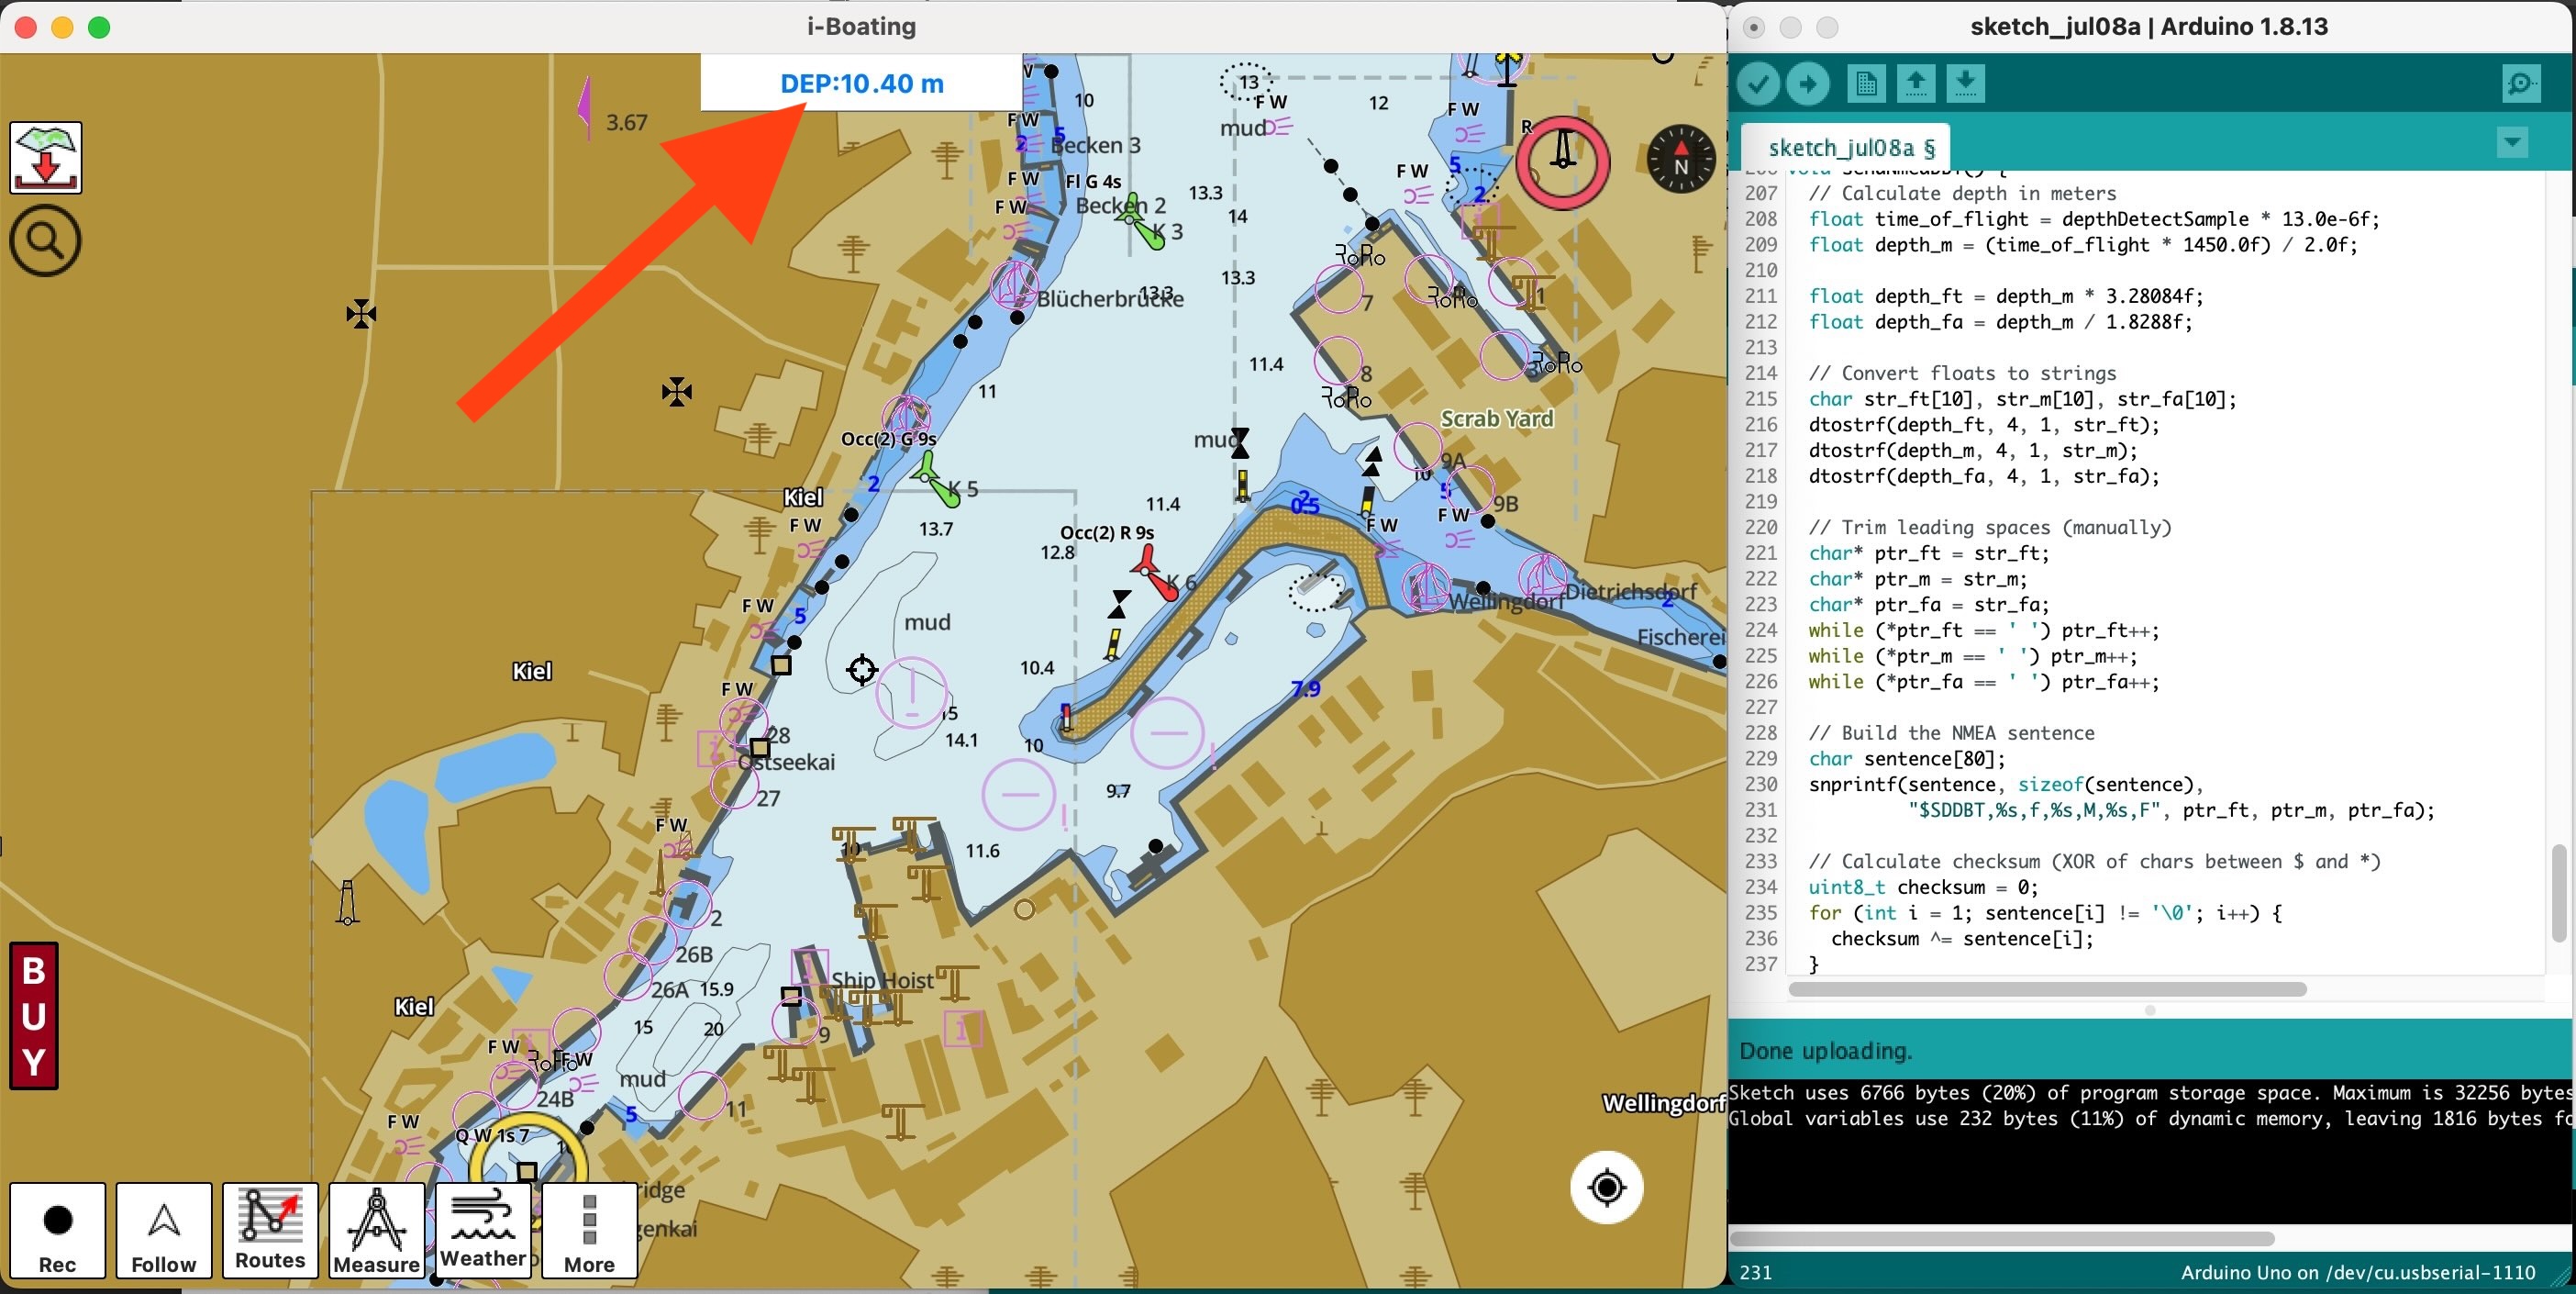 i-Boating
DEP:10.40 m
3.67
F W
10
5
2
Becken 3
F W
Fl G 4s
F W
Becken 2
K 3
13.3
14
13
F W
mud
12
F W
F W
5
2
R
N
13.3
13.3
Blücherbrücke
RoRo
7
RoRo
1
11.4
8
RoRo
3
RoRo
11
Scrab Yard
Occ(2) G 9s
mud
9A
10
2
K 5
Kiel
F W
13.7
11.4
2
0.5
5
9B
F W
F W
Occ(2) R 9s
12.8
K 6
F W
5
mud
Wellingdorf
Dietrichsdorf
2
Fischerei
Kiel
10.4
7.9
F W
5
15
14.1
10
28
Ostseekai
27
9.7
F W
10
11.6
2
26B
26A
15.9
Ship Hoist
Kiel
15
20
9
F W
RoRo
F W
mud
24B
5
11
F W
Q W 1s 7
Wellingdorf
ridge
genkai
B
U
Y
Rec
Follow
Routes
Measure
Weather
More
sketch_jul08a | Arduino 1.8.13
sketch_jul08a §
207 // Calculate depth in meters
208 float time_of_flight = depthDetectSample * 13.0e-6f;
209 float depth_m = (time_of_flight * 1450.0f) / 2.0f;
210
211 float depth_ft = depth_m * 3.28084f;
212 float depth_fa = depth_m / 1.8288f;
213
214 // Convert floats to strings
215 char str_ft[10], str_m[10], str_fa[10];
216 dtostrf(depth_ft, 4, 1, str_ft);
217 dtostrf(depth_m, 4, 1, str_m);
218 dtostrf(depth_fa, 4, 1, str_fa);
219
220 // Trim leading spaces (manually)
221 char* ptr_ft = str_ft;
222 char* ptr_m = str_m;
223 char* ptr_fa = str_fa;
224 while (*ptr_ft == ' ') ptr_ft++;
225 while (*ptr_m == ' ') ptr_m++;
226 while (*ptr_fa == ' ') ptr_fa++;
227
228 // Build the NMEA sentence
229 char sentence[80];
230 snprintf(sentence, sizeof(sentence),
231 "$SDDBT,%s,f,%s,M,%s,F", ptr_ft, ptr_m, ptr_fa);
232
233 // Calculate checksum (XOR of chars between $ and *)
234 uint8_t checksum = 0;
235 for (int i = 1; sentence[i] != '\0'; i++) {
236 checksum ^= sentence[i];
237 }
Done uploading.
Sketch uses 6766 bytes (20%) of program storage space. Maximum is 32256 bytes
Global variables use 232 bytes (11%) of dynamic memory, leaving 1816 bytes fo
231
Arduino Uno on /dev/cu.usbserial-1110